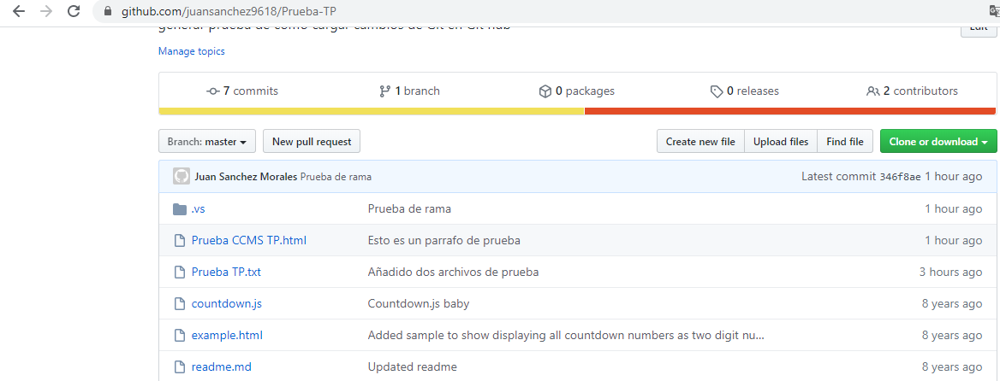 github.com/juansanchez9618/Prueba-TP
generar prueba de como cargar cambios de Git en Git hub
Edit
Manage topics
7 commits 1 branch 0 packages 0 releases 2 contributors
Branch: master New pull request Create new file Upload files Find file Clone or download
Juan Sanchez Morales Prueba de rama Latest commit 346f8ae 1 hour ago
.vs Prueba de rama 1 hour ago
Prueba CCMS TP.html Esto es un parrafo de prueba 1 hour ago
Prueba TP.txt Añadido dos archivos de prueba 3 hours ago
countdown.js Countdown.js baby 8 years ago
example.html Added sample to show displaying all countdown numbers as two digit nu... 8 years ago
readme.md Updated readme 8 years ago